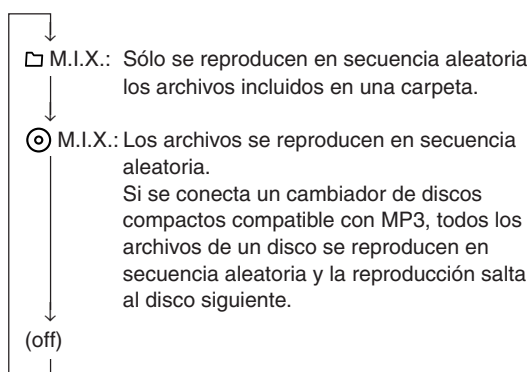 M.I.X.: Sólo se reproducen en secuencia aleatoria
los archivos incluidos en una carpeta.
M.I.X.: Los archivos se reproducen en secuencia
aleatoria.
Si se conecta un cambiador de discos
compactos compatible con MP3, todos los
archivos de un disco se reproducen en
secuencia aleatoria y la reproducción salta
al disco siguiente.
(off)